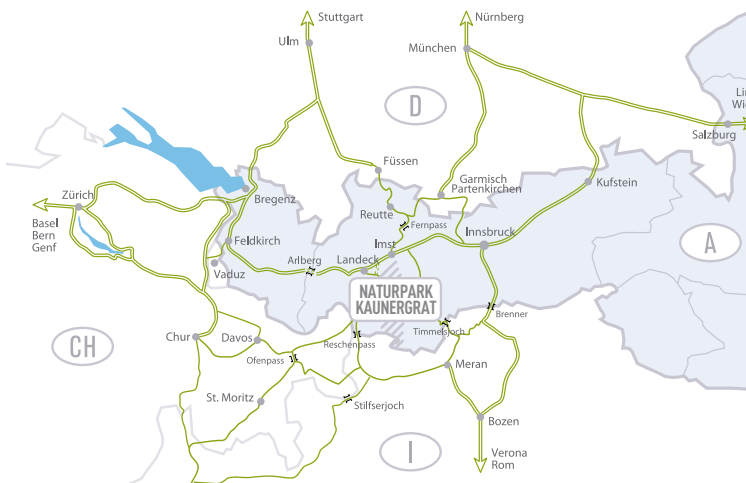 Stuttgart
Nürnberg
Ulm
München
D
Lin
Wie
Salzburg
Füssen
Garmisch
Partenkirchen
Kufstein
Zürich
Bregenz
Reutte
Fernpass
Basel
Bern
Genf
Feldkirch
Imst
Innsbruck
A
Arlberg
Landeck
Vaduz
NATURPARK
KAUNERGRAT
Brenner
CH
Chur
Davos
Reschenpass
Timmelsjoch
Ofenpass
Meran
St. Moritz
Stilfserjoch
Bozen
I
Verona
Rom